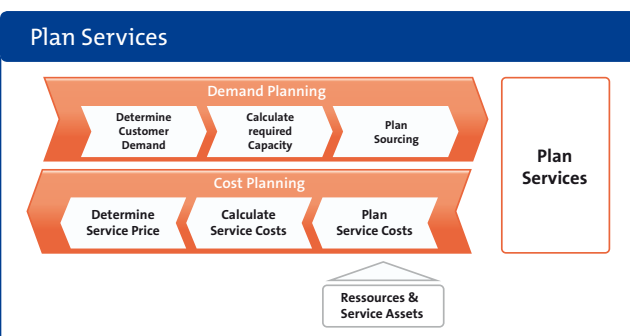 Plan Services
Demand Planning
Determine
Customer
Demand
Calculate
required
Capacity
Plan
Sourcing
Cost Planning
Determine
Service Price
Calculate
Service Costs
Plan
Service Costs
Plan
Services
Ressources &
Service Assets